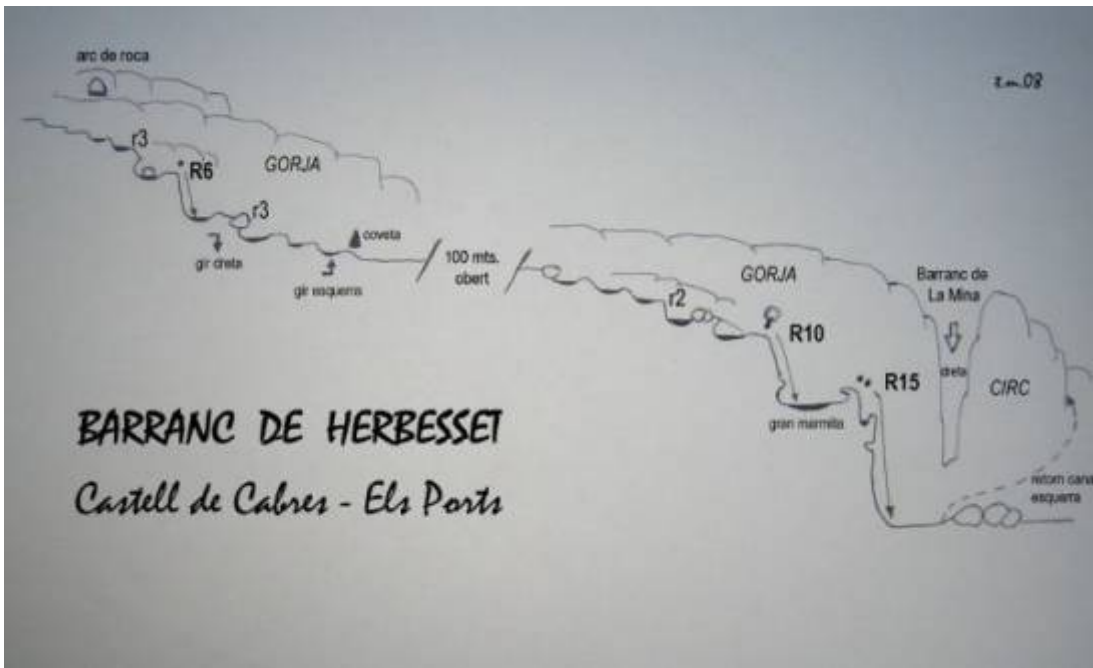 arc de roca
z.m.08
r3
R6
GORJA
r3
gir dreta
coveta
gir esquerra
100 mts.
obert
GORJA
r2
Barranc de
La Mina
R10
dreta
R15
CIRC
gran marmita
retorn canal
esquerra
BARRANC DE HERBESSET
Castell de Cabres - Els Ports